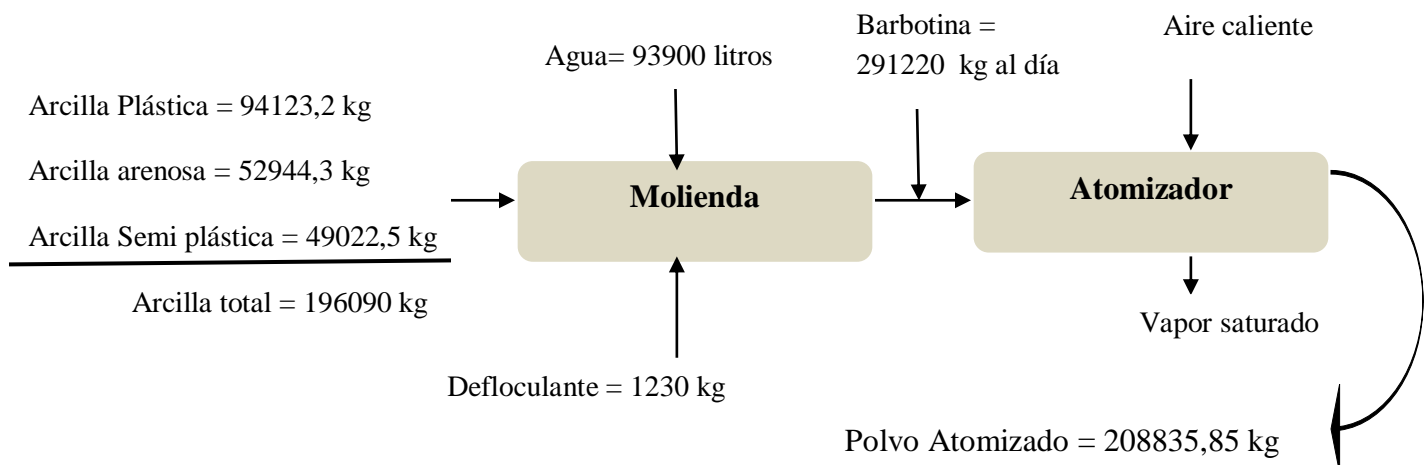 Arcilla Plástica = 94123,2 kg
Arcilla arenosa = 52944,3 kg
Arcilla Semi plástica = 49022,5 kg
Arcilla total = 196090 kg
Agua= 93900 litros
Molienda
Defloculante = 1230 kg
Barbotina =
291220 kg al día
Aire caliente
Atomizador
Vapor saturado
Polvo Atomizado = 208835,85 kg